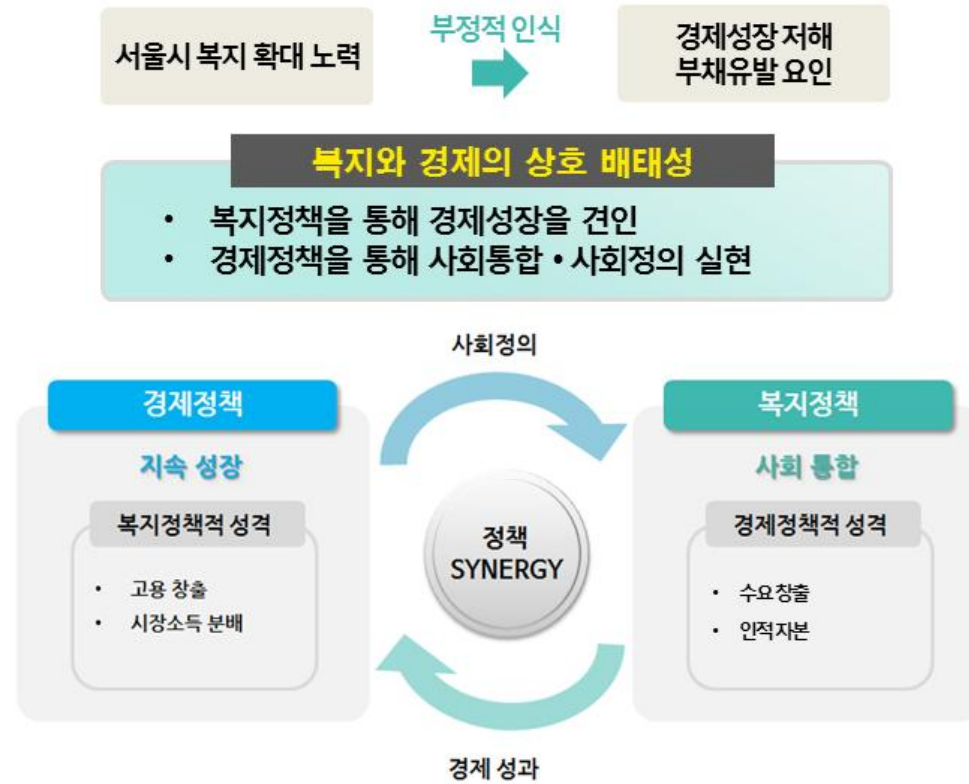 서울시 복지 확대 노력
부정적 인식
경제성장 저해
부채유발 요인
복지와 경제의 상호 배태성
• 복지정책을 통해 경제성장을 견인
• 경제정책을 통해 사회통합 • 사회정의 실현
사회정의
경제정책
지속 성장
복지정책적 성격
• 고용 창출
• 시장소득 분배
정책
SYNERGY
복지정책
사회 통합
경제정책적 성격
• 수요창출
• 인적자본
경제 성과